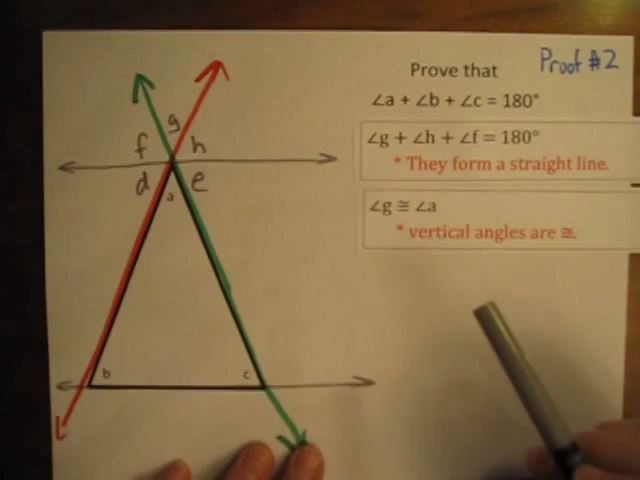 Proof #2
Prove that
∠a + ∠b + ∠c = 180°
∠g + ∠h + ∠f = 180°
* They form a straight line.
∠g ≅ ∠a
* vertical angles are ≅.
g
f h
d e
a
b c